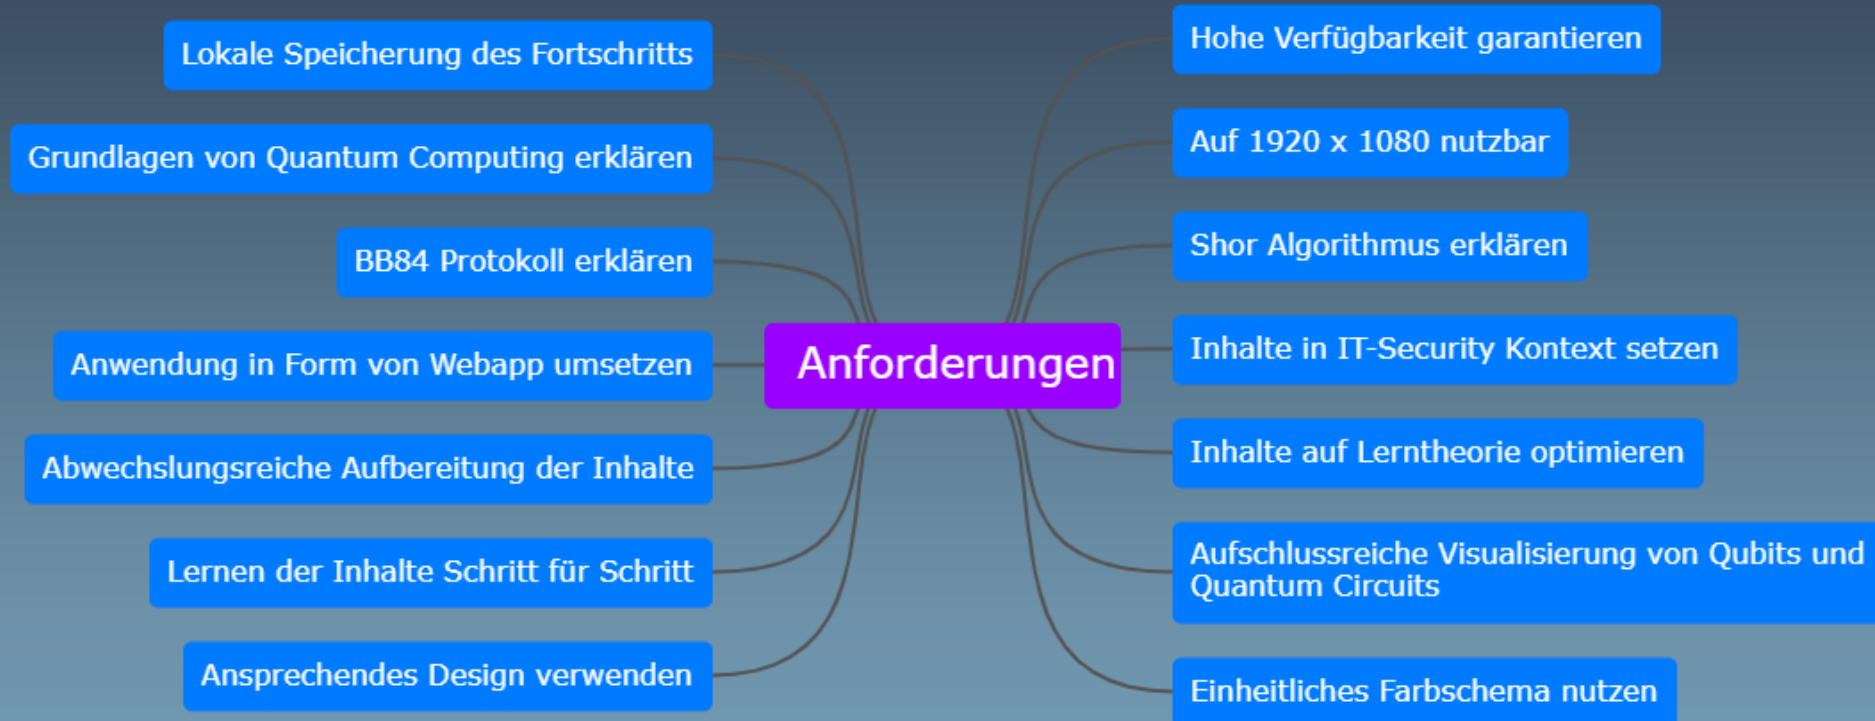 Lokale Speicherung des Fortschritts
Grundlagen von Quantum Computing erklären
BB84 Protokoll erklären
Anwendung in Form von Webapp umsetzen
Abwechslungsreiche Aufbereitung der Inhalte
Lernen der Inhalte Schritt für Schritt
Ansprechendes Design verwenden
Anforderungen
Hohe Verfügbarkeit garantieren
Auf 1920 x 1080 nutzbar
Shor Algorithmus erklären
Inhalte in IT-Security Kontext setzen
Inhalte auf Lerntheorie optimieren
Aufschlussreiche Visualisierung von Qubits und
Quantum Circuits
Einheitliches Farbschema nutzen